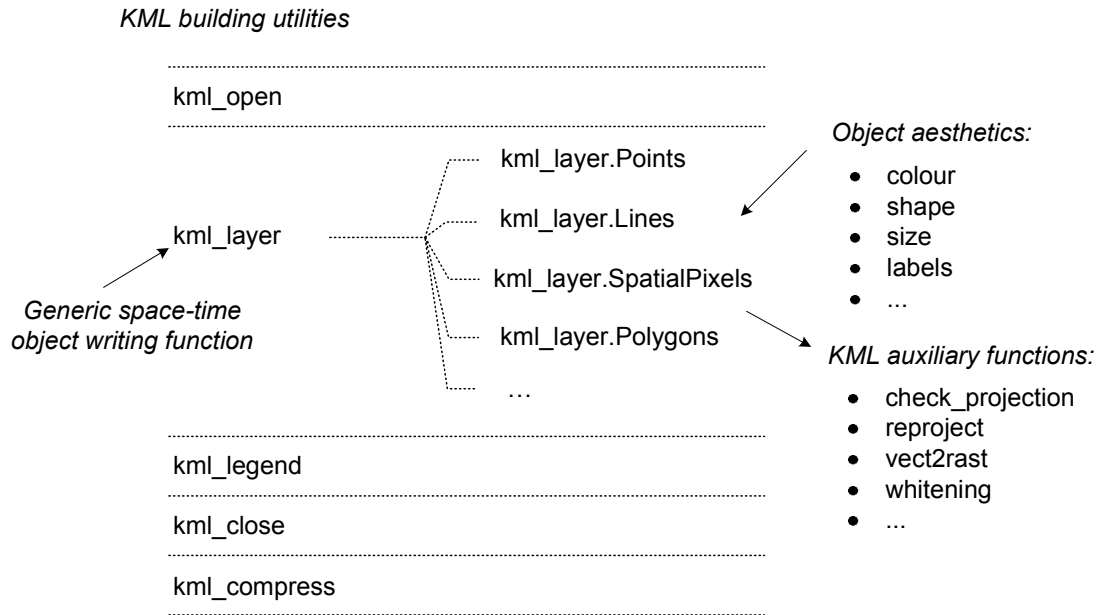 KML building utilities
kml_open
kml_layer
Generic space-time
object writing function
kml_layer.Points
kml_layer.Lines
kml_layer.SpatialPixels
kml_layer.Polygons
...
Object aesthetics:
● colour
● shape
● size
● labels
● ...
KML auxiliary functions:
● check_projection
● reproject
● vect2rast
● whitening
● ...
kml_legend
kml_close
kml_compress